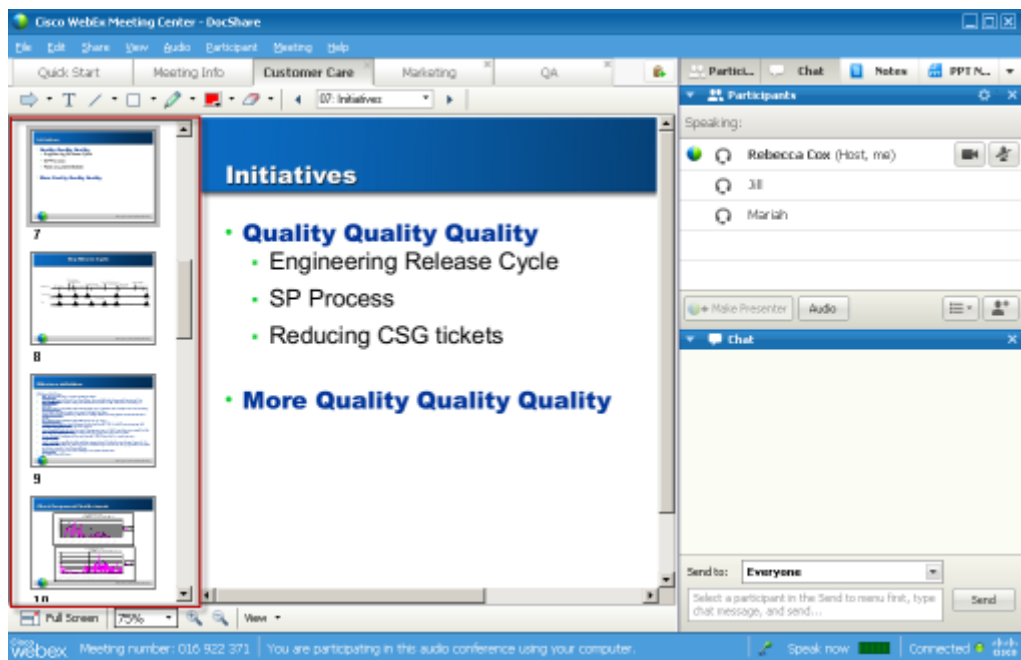 Cisco WebEx Meeting Center - DocShare
File Edit Share View Audio Participant Meeting Help
Quick Start Meeting Info Customer Care Marketing QA
Partici... Chat Notes PPT N...
T 07: Initiatives
Participants
Speaking:
Rebecca Cox (Host, me)
Jill
Mariah
Make Presenter Audio
Chat
7
8
9
10
Initiatives
Quality Quality Quality
Engineering Release Cycle
SP Process
Reducing CSG tickets
More Quality Quality Quality
Send to: Everyone
Select a participant in the Send to menu first, type
chat message, and send...
Send
Full Screen 75% View
Cisco
webex Meeting number: 016 922 371 You are participating in this audio conference using your computer. Speak now Connected
CISCO